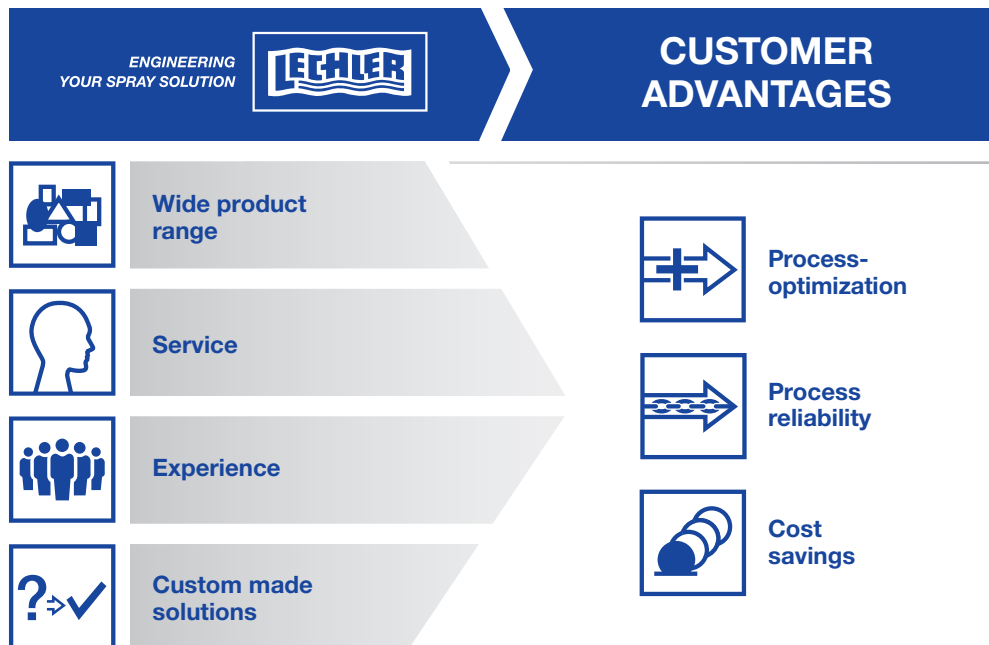 ENGINEERING
YOUR SPRAY SOLUTION
LECHLER
CUSTOMER
ADVANTAGES
Wide product
range
Service
Experience
Custom made
solutions
Process-
optimization
Process
reliability
Cost
savings